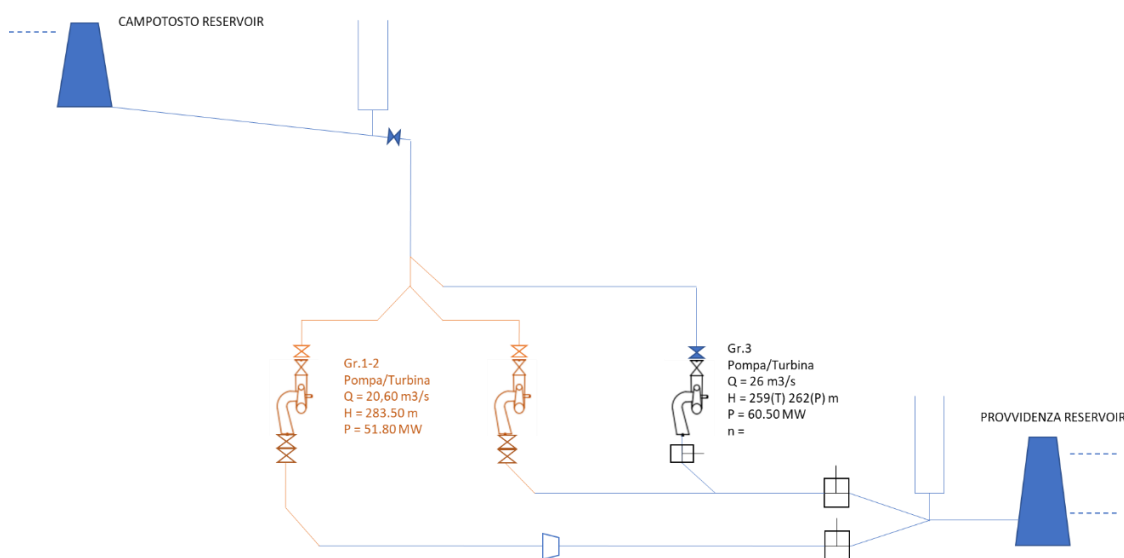 CAMPOTOSTO RESERVOIR
Gr.1-2
Pompa/Turbina
Q = 20,60 m3/s
H = 283.50 m
P = 51.80 MW
Gr.3
Pompa/Turbina
Q = 26 m3/s
H = 259(T) 262(P) m
P = 60.50 MW
n =
PROVVIDENZA RESERVOIR